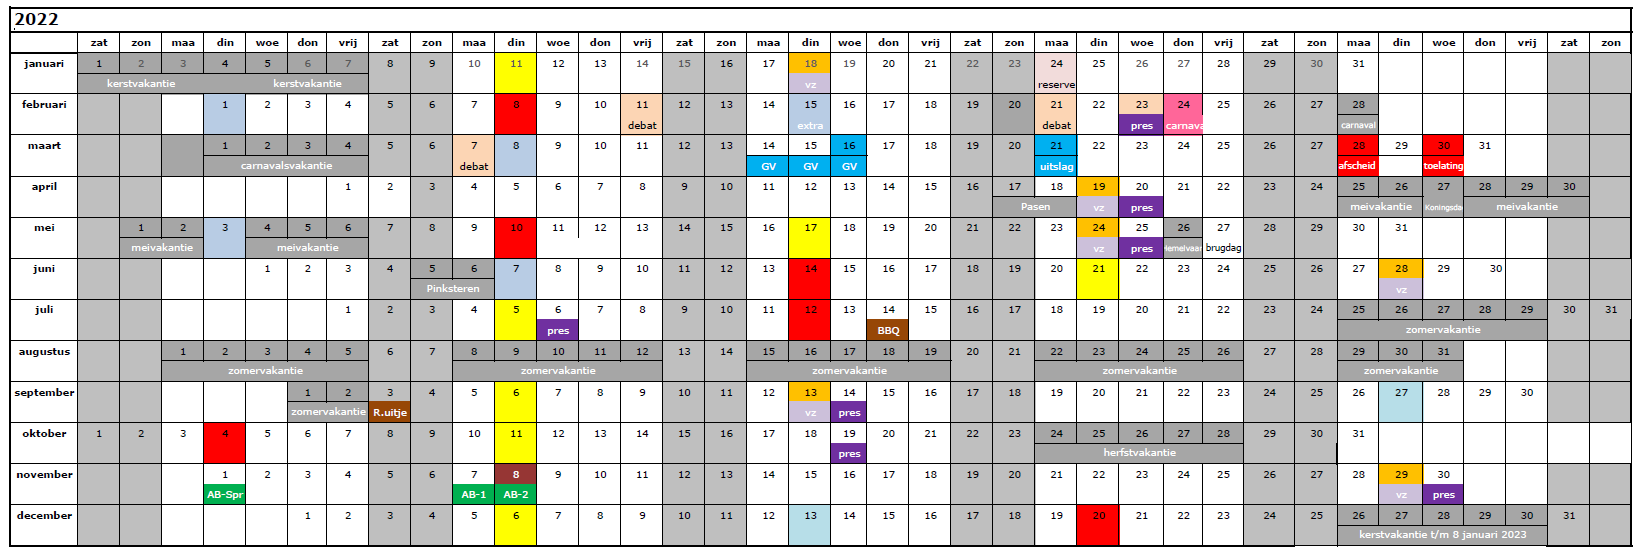 2022
zat zon maa din woe don vrij zat zon maa din woe don vrij zat zon maa din woe don vrij zat zon maa din woe don vrij zat zon maa din woe don vrij zat zon
januari 1 2 3 4 5 6 7 8 9 10 11 12 13 14 15 16 17 18 19 20 21 22 23 24 25 26 27 28 29 30 31
kerstvakantie kerstvakantie vz reserve
februari 1 2 3 4 5 6 7 8 9 10 11 12 13 14 15 16 17 18 19 20 21 22 23 24 25 26 27 28
debat extra debat pres carnava carnaval
maart 1 2 3 4 5 6 7 8 9 10 11 12 13 14 15 16 17 18 19 20 21 22 23 24 25 26 27 28 29 30 31
carnavalsvakantie debat GV GV GV uitslag afscheid toelating
april 1 2 3 4 5 6 7 8 9 10 11 12 13 14 15 16 17 18 19 20 21 22 23 24 25 26 27 28 29 30
Pasen vz pres meivakantie Koningsda meivakantie
mei 1 2 3 4 5 6 7 8 9 10 11 12 13 14 15 16 17 18 19 20 21 22 23 24 25 26 27 28 29 30 31
meivakantie meivakantie vz pres Hemelvaar brugdag
juni 1 2 3 4 5 6 7 8 9 10 11 12 13 14 15 16 17 18 19 20 21 22 23 24 25 26 27 28 29 30
Pinksteren vz
juli 1 2 3 4 5 6 7 8 9 10 11 12 13 14 15 16 17 18 19 20 21 22 23 24 25 26 27 28 29 30 31
pres BBQ zomervakantie
augustus 1 2 3 4 5 6 7 8 9 10 11 12 13 14 15 16 17 18 19 20 21 22 23 24 25 26 27 28 29 30 31
zomervakantie zomervakantie zomervakantie zomervakantie zomervakantie
september 1 2 3 4 5 6 7 8 9 10 11 12 13 14 15 16 17 18 19 20 21 22 23 24 25 26 27 28 29 30
zomervakantie R.uitje vz pres
oktober 1 2 3 4 5 6 7 8 9 10 11 12 13 14 15 16 17 18 19 20 21 22 23 24 25 26 27 28 29 30 31
pres herfstvakantie
november 1 2 3 4 5 6 7 8 9 10 11 12 13 14 15 16 17 18 19 20 21 22 23 24 25 26 27 28 29 30
AB-Spr AB-1 AB-2 vz pres
december 1 2 3 4 5 6 7 8 9 10 11 12 13 14 15 16 17 18 19 20 21 22 23 24 25 26 27 28 29 30 31
kerstvakantie t/m 8 januari 2023